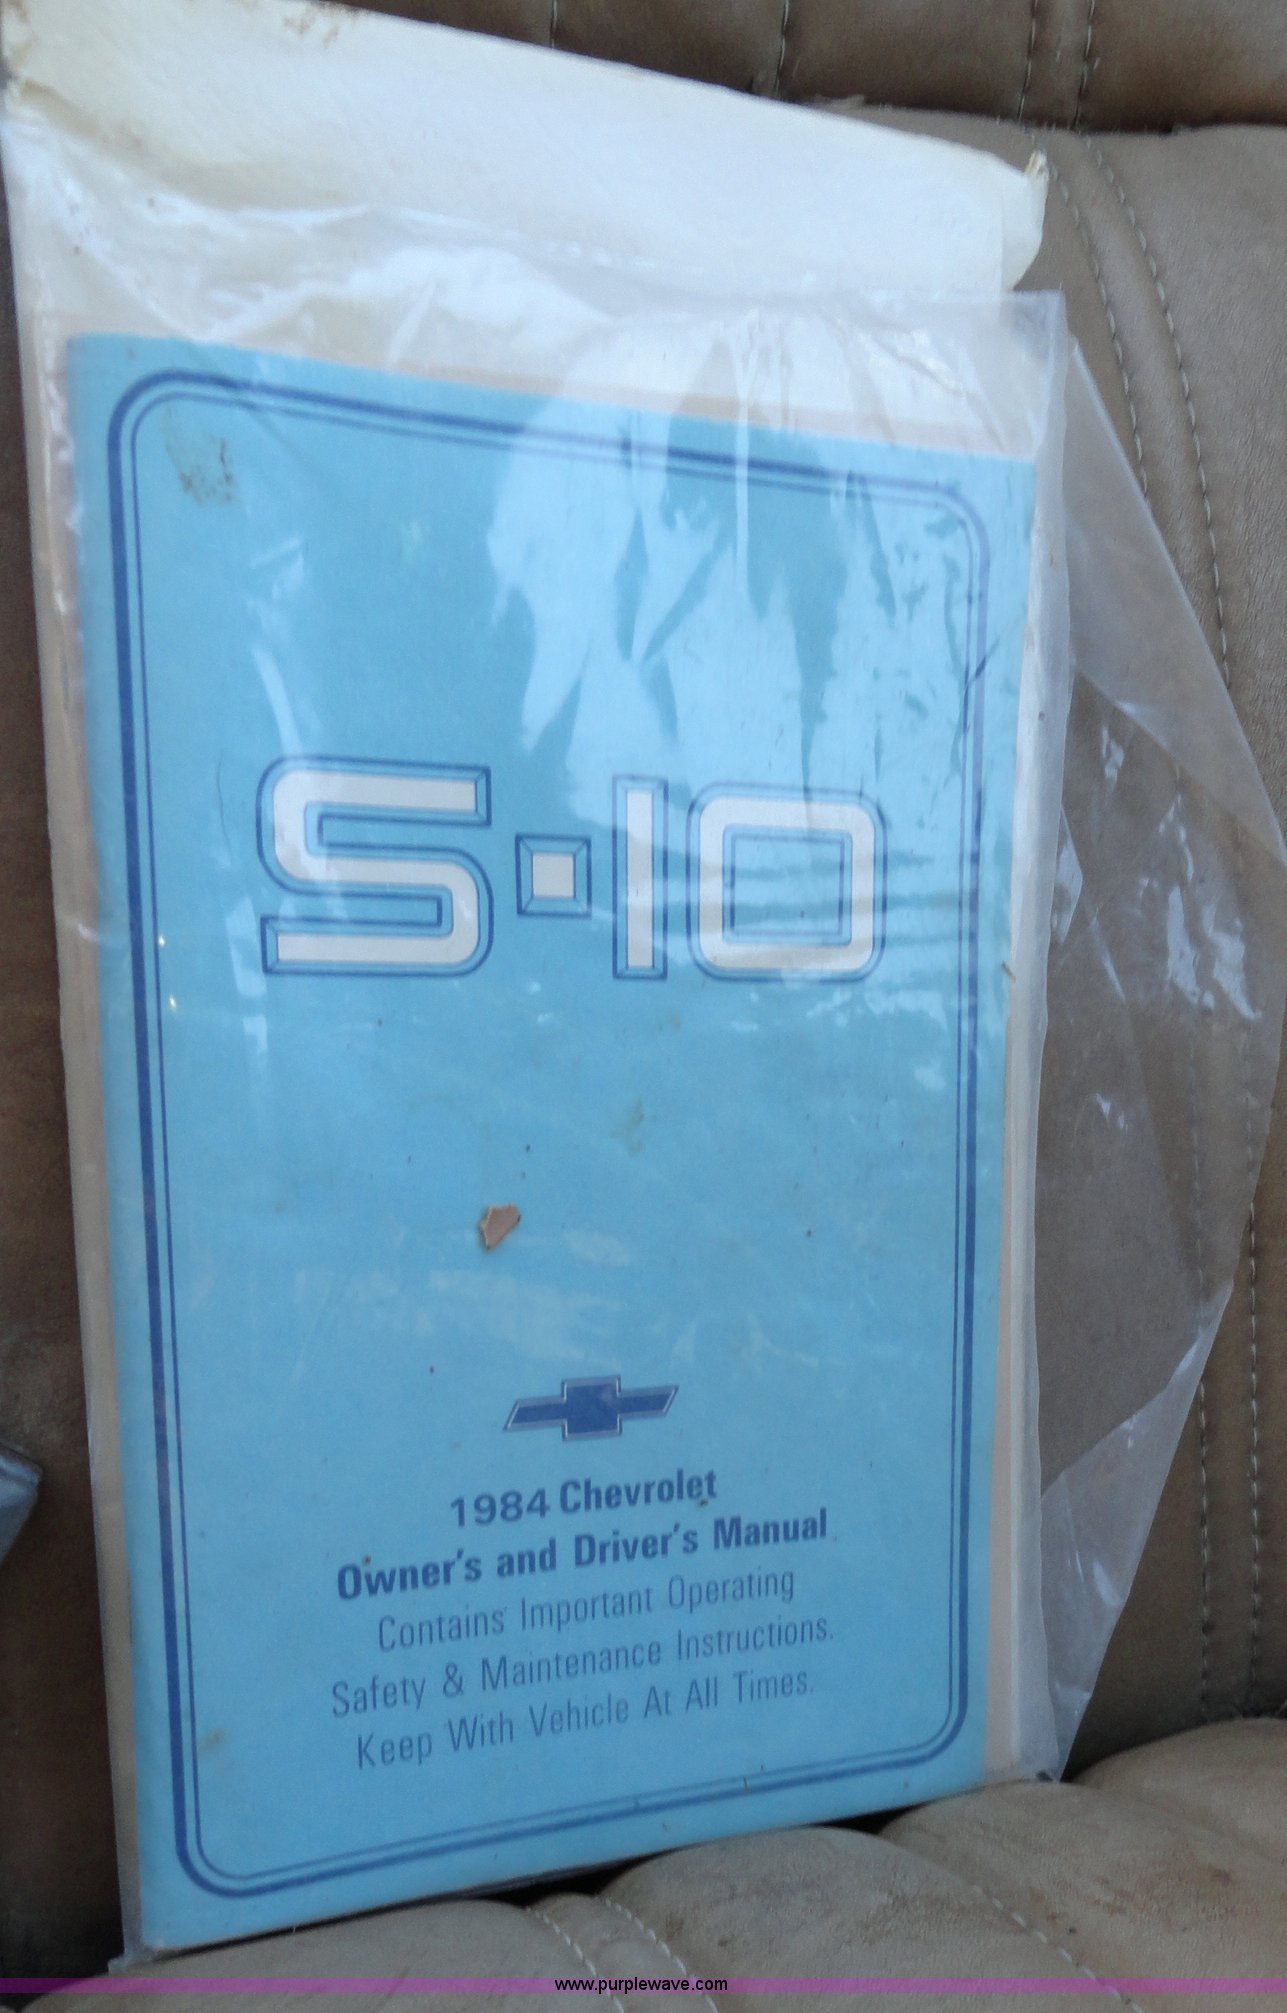 S-10
1984 Chevrolet
Owner's and Driver's Manual
Contains Important Operating
Safety & Maintenance Instructions.
Keep With Vehicle At All Times.
www.purplewave.com